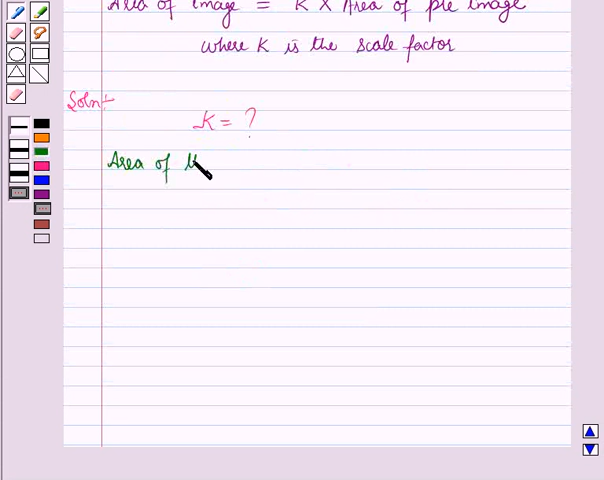 Area of image = K × Area of pre image
where K is the scale factor
Soln:-
K = ?
Area of